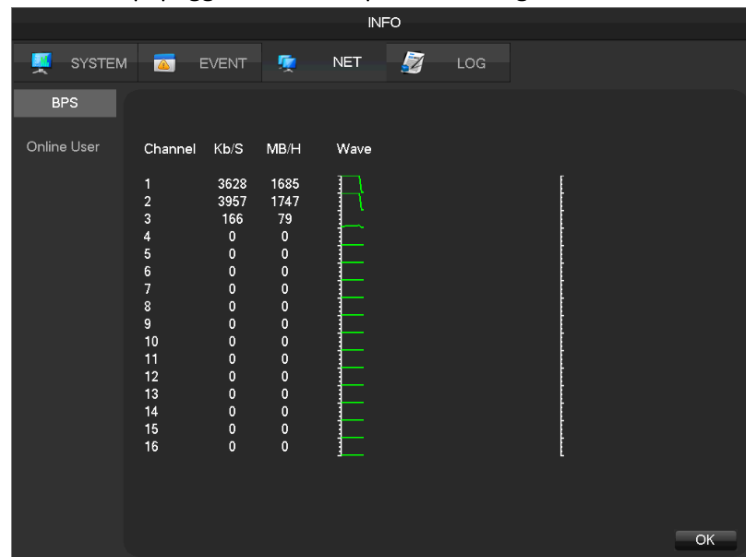 INFO
SYSTEM EVENT NET LOG
BPS
Online User
Channel Kb/S MB/H Wave
1 3628 1685
2 3957 1747
3 166 79
4 0 0
5 0 0
6 0 0
7 0 0
8 0 0
9 0 0
10 0 0
11 0 0
12 0 0
13 0 0
14 0 0
15 0 0
16 0 0
OK